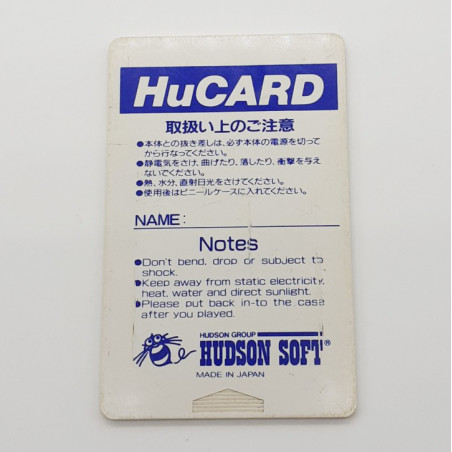 HuCARD
取扱い上のご注意
●本体との抜き差しは、必ず本体の電源を切って
から行なってください。
●静電気をさけ、曲げたり、落したり、衝撃を与え
ないでください。
●熱、水分、直射日光をさけてください。
●使用後はビニールケースに入れてください。
NAME:
Notes
●Don't bend, drop or subject to
shock.
●Keep away from static electricity,
heat, water and direct sunlight.
●Please put back in-to the case
after you played.
HUDSON GROUP
HUDSON SOFT®
MADE IN JAPAN